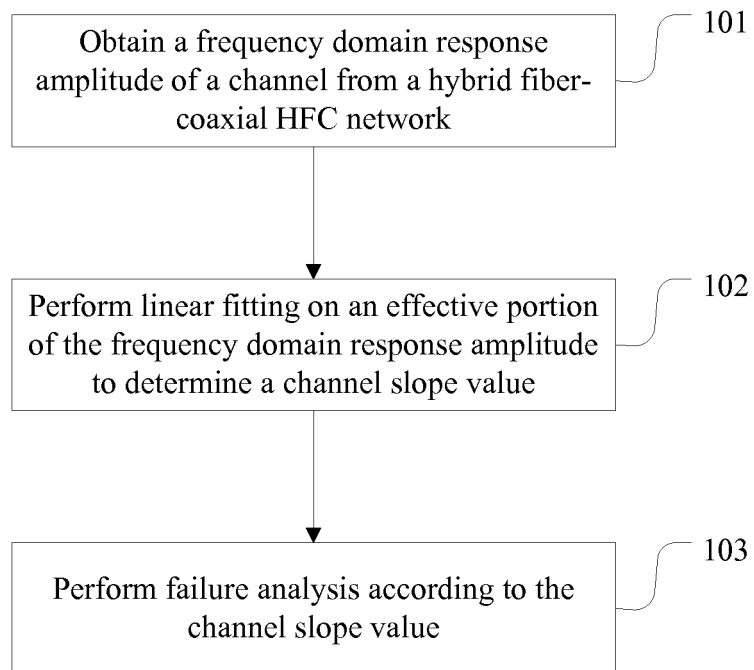 101
Obtain a frequency domain response
amplitude of a channel from a hybrid fiber-
coaxial HFC network
102
Perform linear fitting on an effective portion
of the frequency domain response amplitude
to determine a channel slope value
103
Perform failure analysis according to the
channel slope value